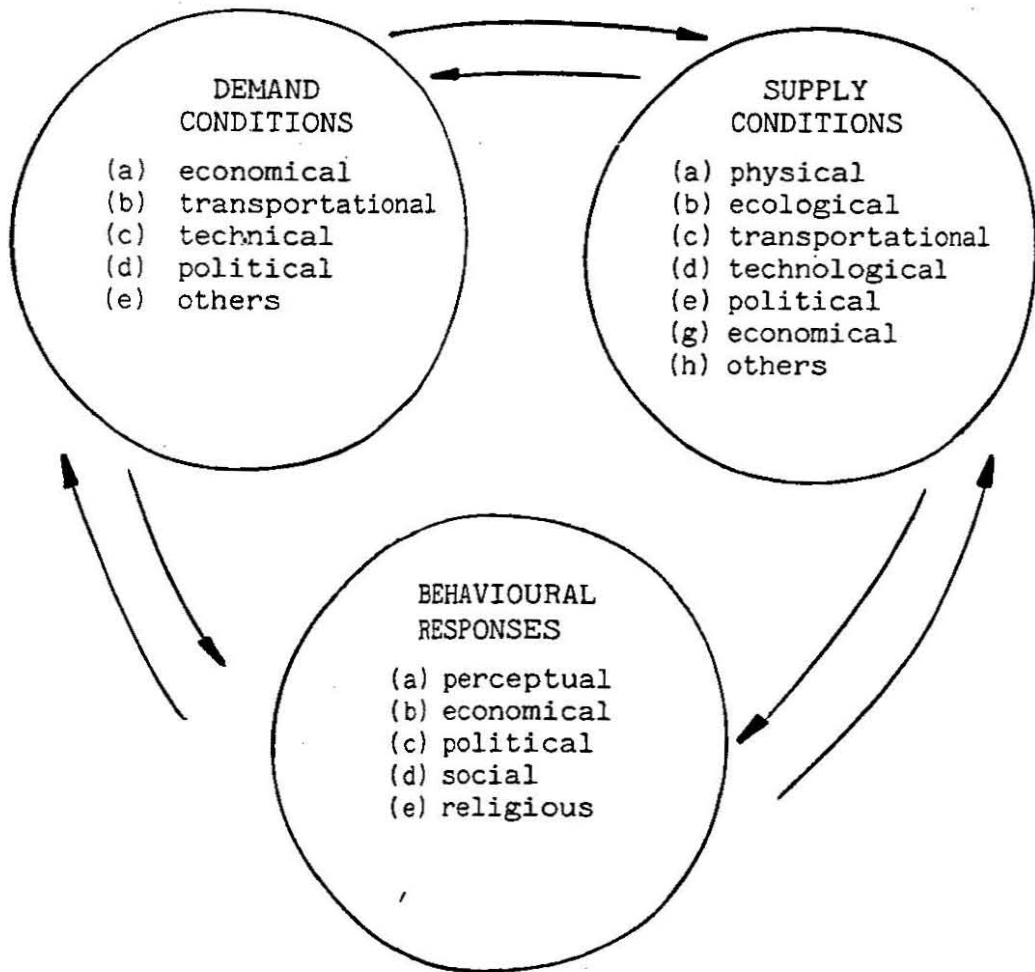 DEMAND
CONDITIONS
(a) economical
(b) transportational
(c) technical
(d) political
(e) others
SUPPLY
CONDITIONS
(a) physical
(b) ecological
(c) transportational
(d) technological
(e) political
(g) economical
(h) others
BEHAVIOURAL
RESPONSES
(a) perceptual
(b) economical
(c) political
(d) social
(e) religious